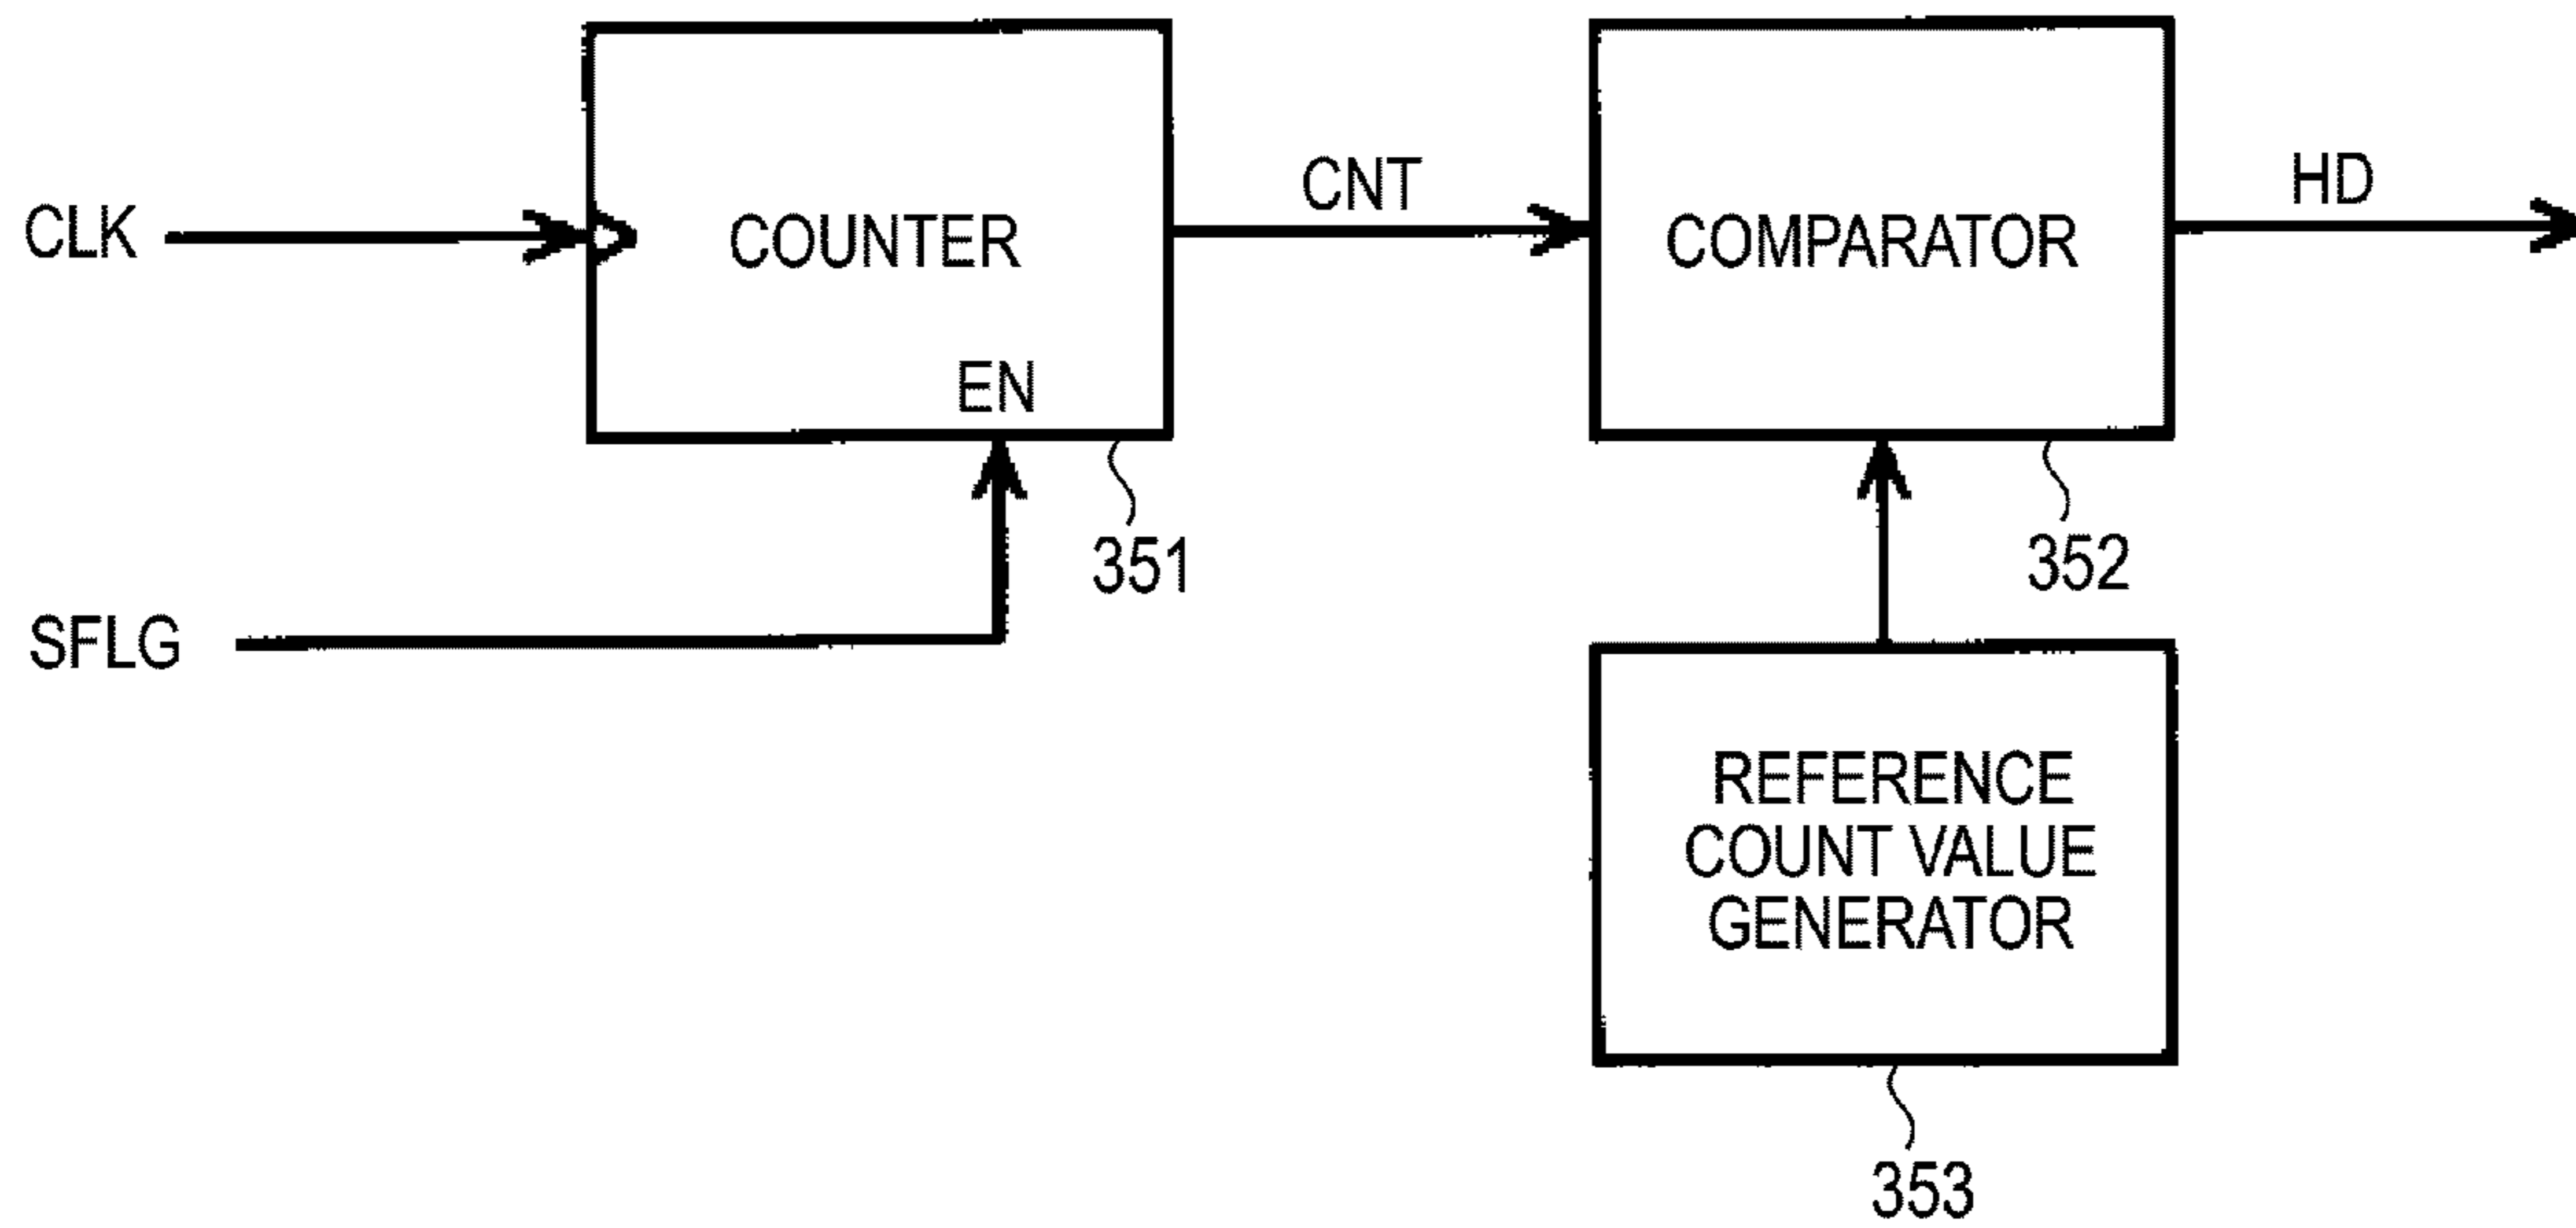 CLK
COUNTER
EN
CNT
COMPARATOR
HD
351
352
SFLG
REFERENCE
COUNT VALUE
GENERATOR
353